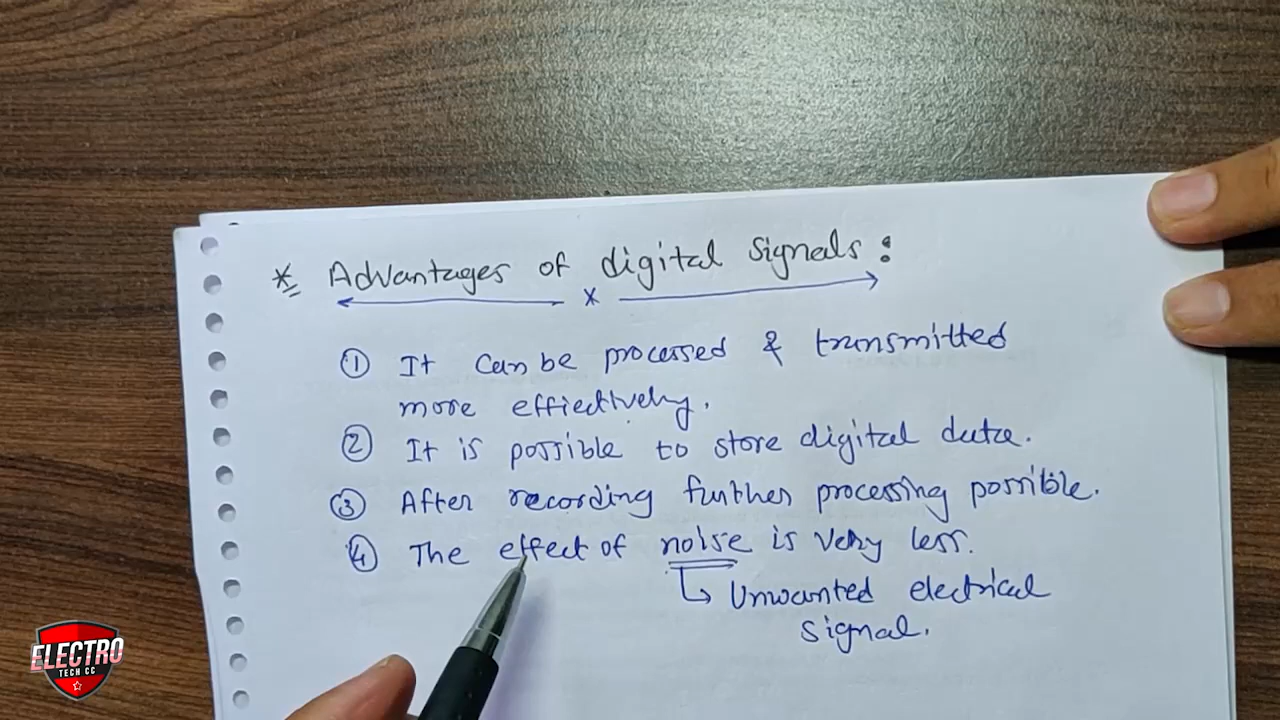 * Advantages of digital signals :
① It can be processed & transmitted
more effiectively.
② It is possible to store digital data.
③ After recording further processing possible.
④ The effect of noise is very less.
↳ Unwanted electrical
signal.
ELECTRO
TECH CC